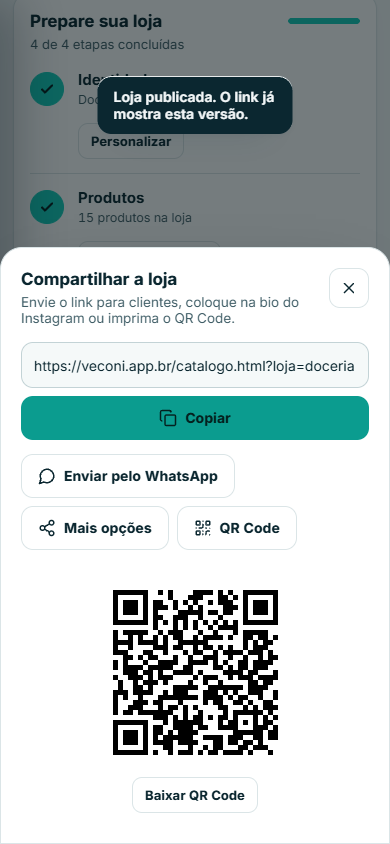 Prepare sua loja
4 de 4 etapas concluídas
Loja publicada. O link já
mostra esta versão.
Personalizar
Produtos
15 produtos na loja
Compartilhar a loja
Envie o link para clientes, coloque na bio do
Instagram ou imprima o QR Code.
https://veconi.app.br/catalogo.html?loja=doceria
Copiar
Enviar pelo WhatsApp
Mais opções
QR Code
Baixar QR Code